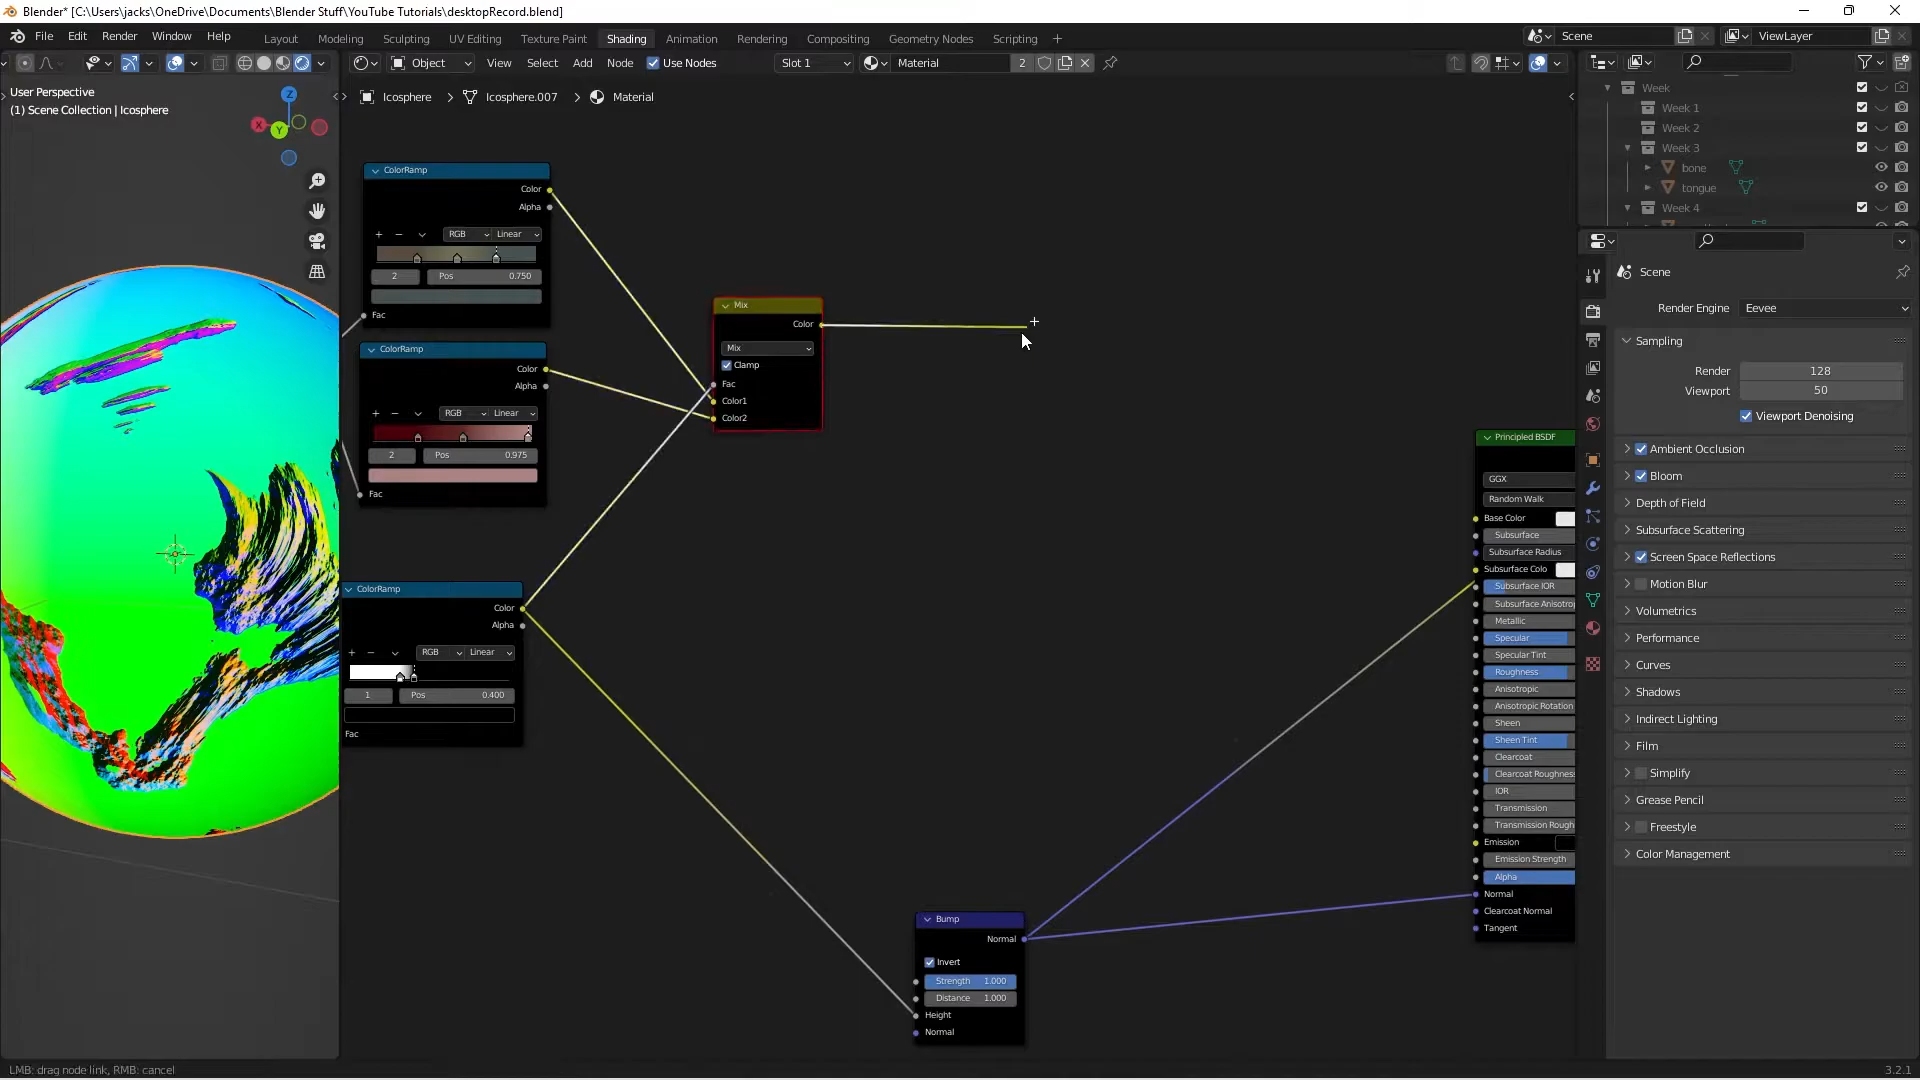 Blender* [C:\Users\jacks\OneDrive\Documents\Blender Stuff\YouTube Tutorials\desktopRecord.blend]
File Edit Render Window Help Layout Modeling Sculpting UV Editing Texture Paint Shading Animation Rendering Compositing Geometry Nodes Scripting + Scene ViewLayer
Object View Select Add Node Use Nodes Slot 1 Material 2
User Perspective
(1) Scene Collection | Icosphere
X Y Z
Icosphere > Icosphere.007 > Material
ColorRamp
Color
Alpha
+ − RGB Linear
2 Pos 0.750
Fac
ColorRamp
Color
Alpha
+ − RGB Linear
2 Pos 0.975
Fac
ColorRamp
Color
Alpha
+ − RGB Linear
1 Pos 0.400
Fac
Mix
Color
Mix
Clamp
Fac
Color1
Color2
Bump
Normal
Invert
Strength 1.000
Distance 1.000
Height
Normal
Principled BSDF
GGX
Random Walk
Base Color
Subsurface
Subsurface Radius
Subsurface Colo
Subsurface IOR
Subsurface Anisotrop
Metallic
Specular
Specular Tint
Roughness
Anisotropic
Anisotropic Rotation
Sheen
Sheen Tint
Clearcoat
Clearcoat Roughness
IOR
Transmission
Transmission Rough
Emission
Emission Strength
Alpha
Normal
Clearcoat Normal
Tangent
Week
Week 1
Week 2
Week 3
bone
tongue
Week 4
Scene
Render Engine Eevee
Sampling
Render 128
Viewport 50
Viewport Denoising
Ambient Occlusion
Bloom
Depth of Field
Subsurface Scattering
Screen Space Reflections
Motion Blur
Volumetrics
Performance
Curves
Shadows
Indirect Lighting
Film
Simplify
Grease Pencil
Freestyle
Color Management
LMB: drag node link, RMB: cancel
3.2.1